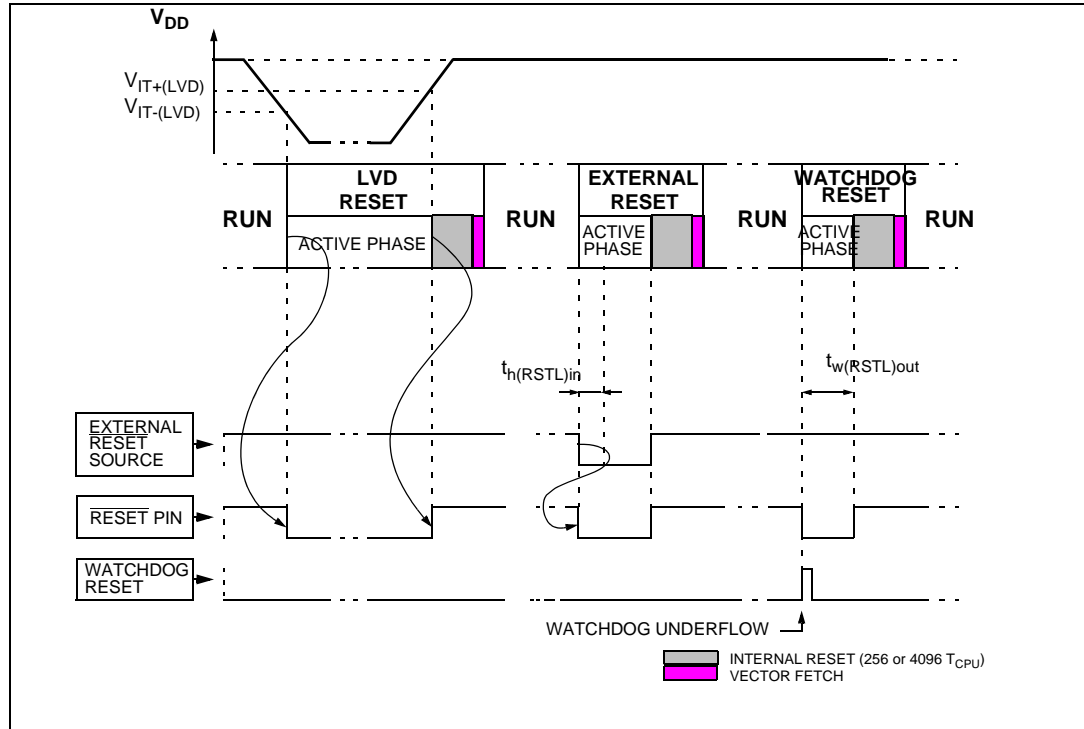 VDD
VIT+(LVD)
VIT-(LVD)
LVD
RESET
EXTERNAL
RESET
WATCHDOG
RESET
RUN
RUN
RUN
RUN
ACTIVE PHASE
ACTIVE
PHASE
ACTIVE
PHASE
th(RSTL)in
tw(RSTL)out
EXTERNAL
RESET
SOURCE
RESET PIN
WATCHDOG
RESET
WATCHDOG UNDERFLOW
INTERNAL RESET (256 or 4096 TCPU)
VECTOR FETCH